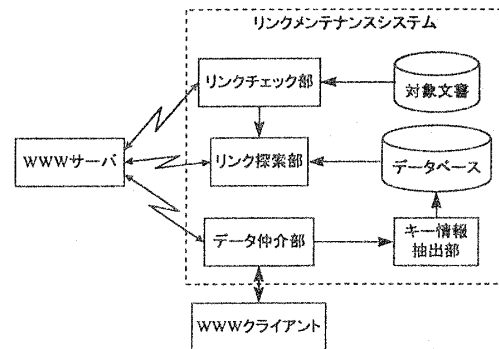 リンクメンテナンスシステム
リンクチェック部
対象文書
WWWサーバ
リンク探索部
データベース
データ仲介部
キー情報
抽出部
WWWクライアント